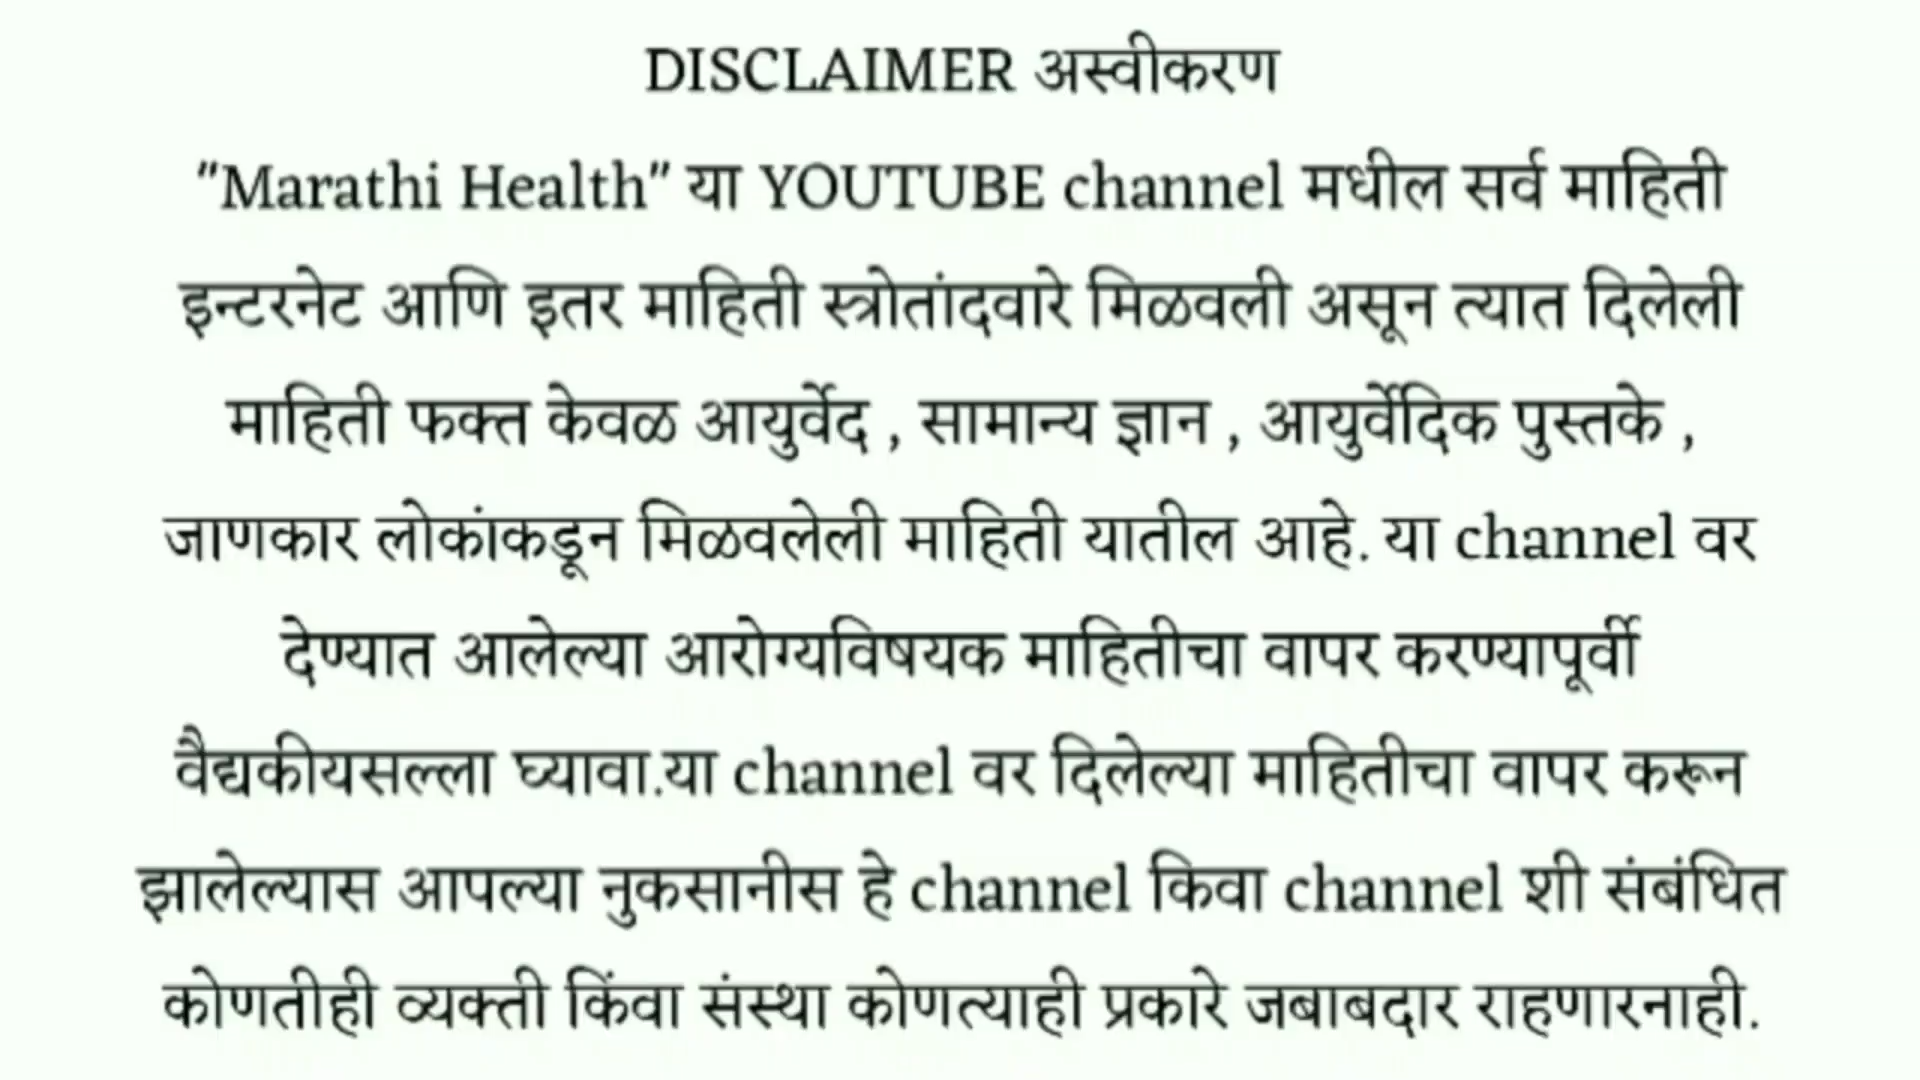 DISCLAIMER अस्वीकरण
"Marathi Health" या YOUTUBE channel मधील सर्व माहिती
इन्टरनेट आणि इतर माहिती स्त्रोतांदवारे मिळवली असून त्यात दिलेली
माहिती फक्त केवळ आयुर्वेद , सामान्य ज्ञान , आयुर्वेदिक पुस्तके ,
जाणकार लोकांकडून मिळवलेली माहिती यातील आहे. या channel वर
देण्यात आलेल्या आरोग्यविषयक माहितीचा वापर करण्यापूर्वी
वैद्यकीयसल्ला घ्यावा.या channel वर दिलेल्या माहितीचा वापर करून
झालेल्यास आपल्या नुकसानीस हे channel किवा channel शी संबंधित
कोणतीही व्यक्ती किंवा संस्था कोणत्याही प्रकारे जबाबदार राहणारनाही.